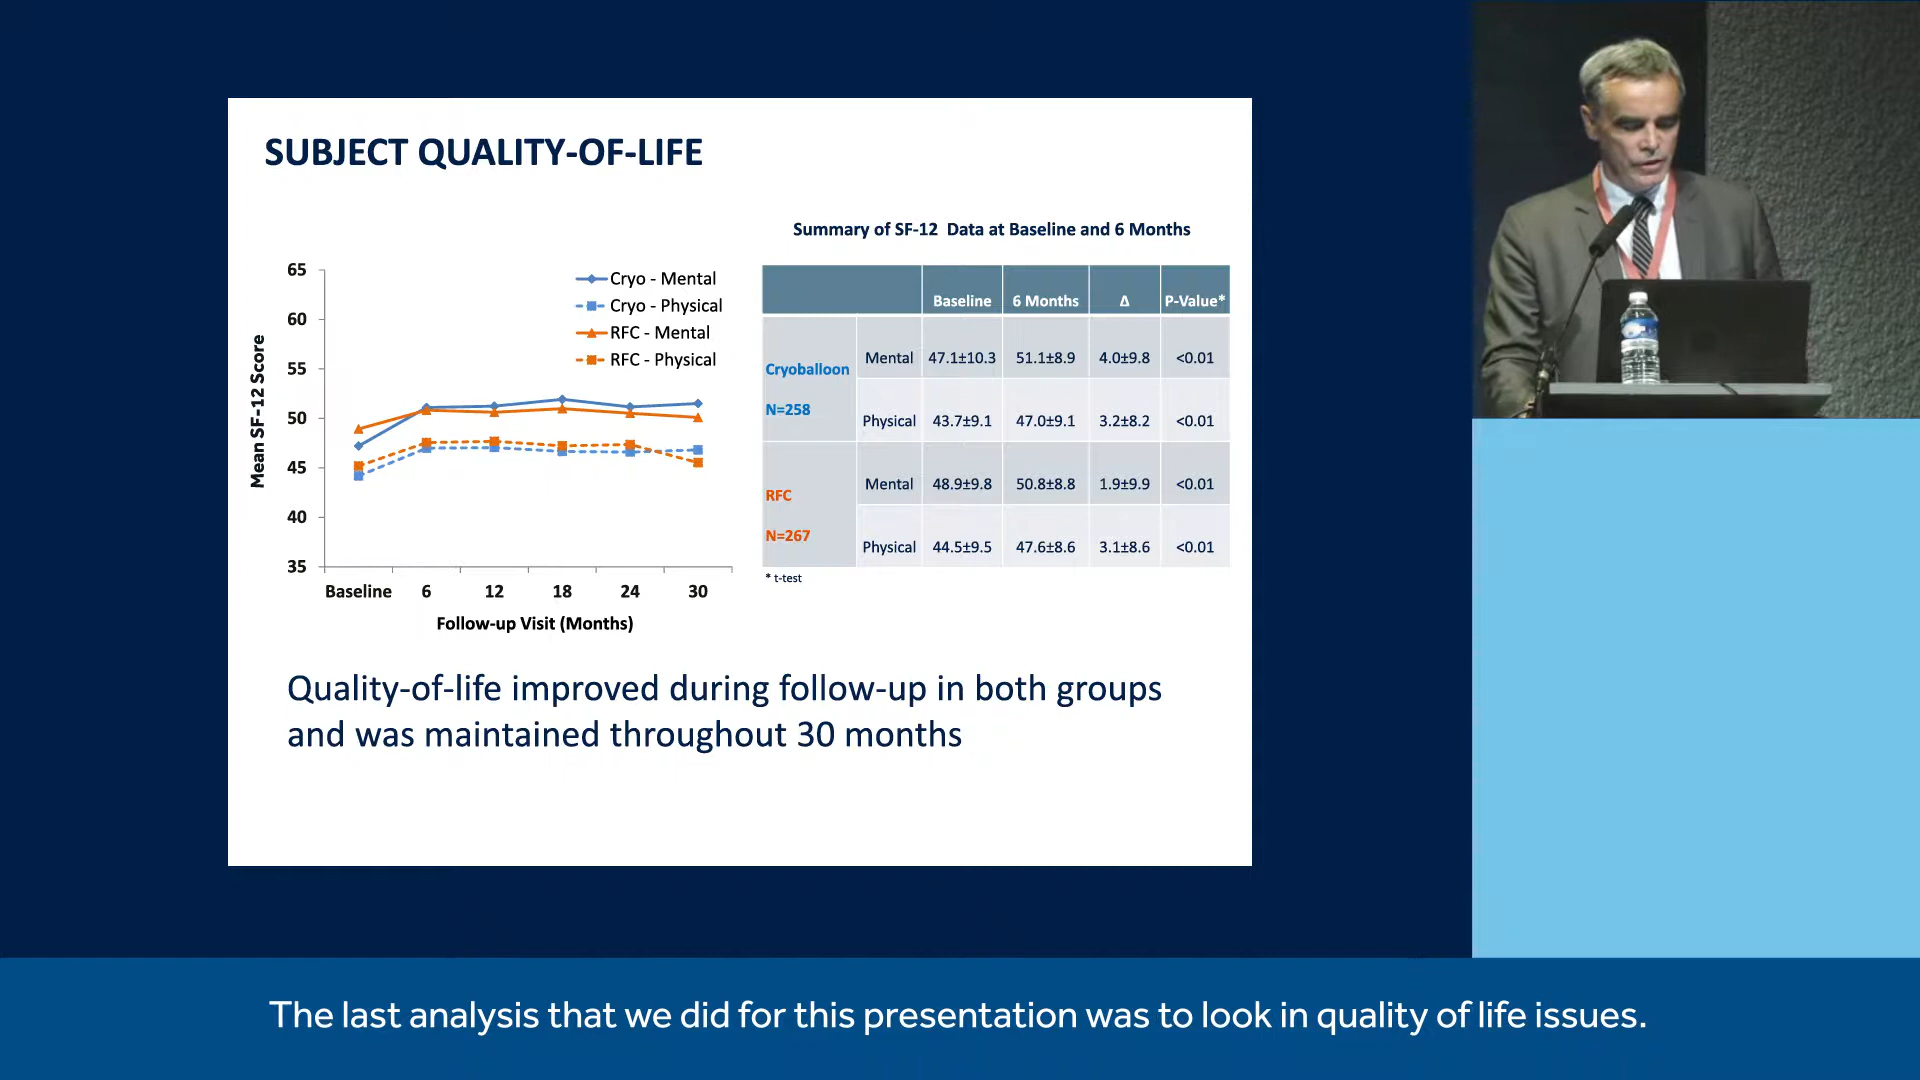 SUBJECT QUALITY-OF-LIFE
Summary of SF-12 Data at Baseline and 6 Months
65
60
55
50
45
40
35
Mean SF-12 Score
Cryo - Mental
Cryo - Physical
RFC - Mental
RFC - Physical
Baseline 6 12 18 24 30
Follow-up Visit (Months)
Baseline 6 Months Δ P-Value*
Cryoballoon
N=258
Mental 47.1±10.3 51.1±8.9 4.0±9.8 <0.01
Physical 43.7±9.1 47.0±9.1 3.2±8.2 <0.01
RFC
N=267
Mental 48.9±9.8 50.8±8.8 1.9±9.9 <0.01
Physical 44.5±9.5 47.6±8.6 3.1±8.6 <0.01
* t-test
Quality-of-life improved during follow-up in both groups
and was maintained throughout 30 months
The last analysis that we did for this presentation was to look in quality of life issues.